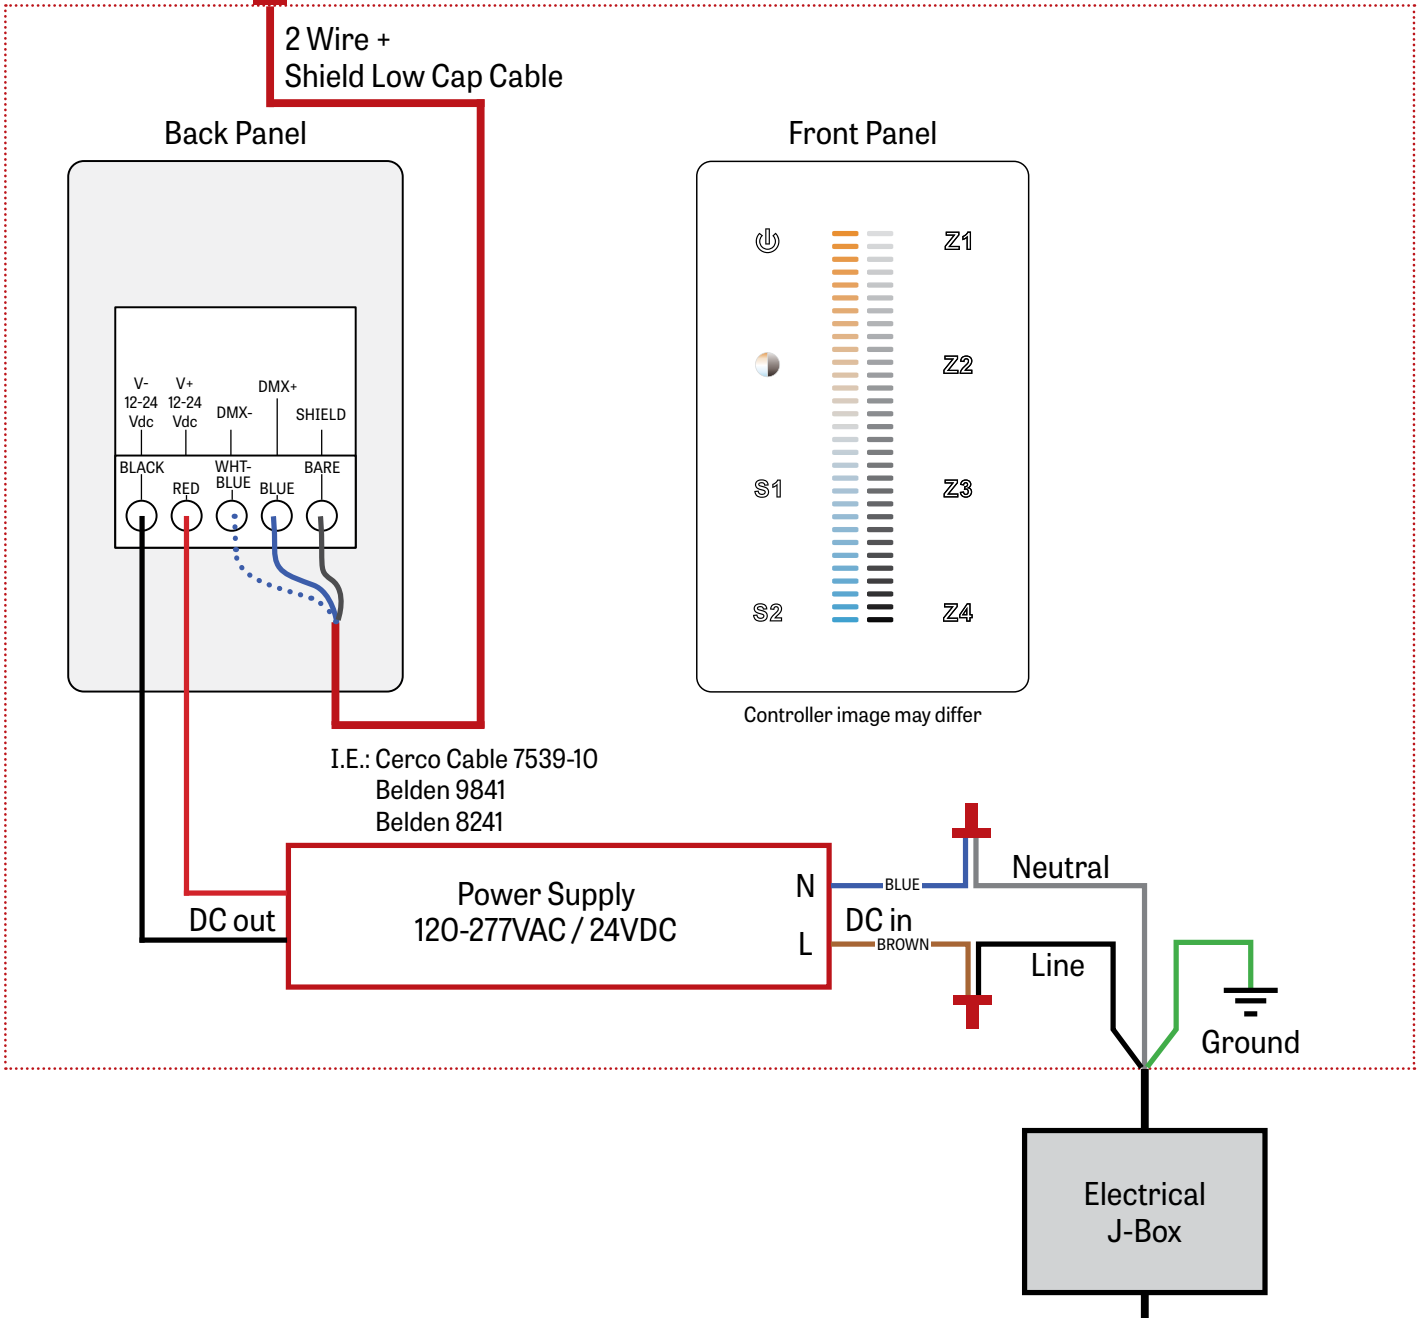 2 Wire +
Shield Low Cap Cable
Back Panel
Front Panel
V-
12-24
Vdc
V+
12-24
Vdc
DMX-
DMX+
SHIELD
BLACK
RED
WHT-
BLUE
BLUE
BARE
Z1
Z2
S1
Z3
S2
Z4
Controller image may differ
I.E.: Cerco Cable 7539-10
Belden 9841
Belden 8241
DC out
Power Supply
120-277VAC / 24VDC
N
L
BLUE
DC in
BROWN
Neutral
Line
Ground
Electrical
J-Box